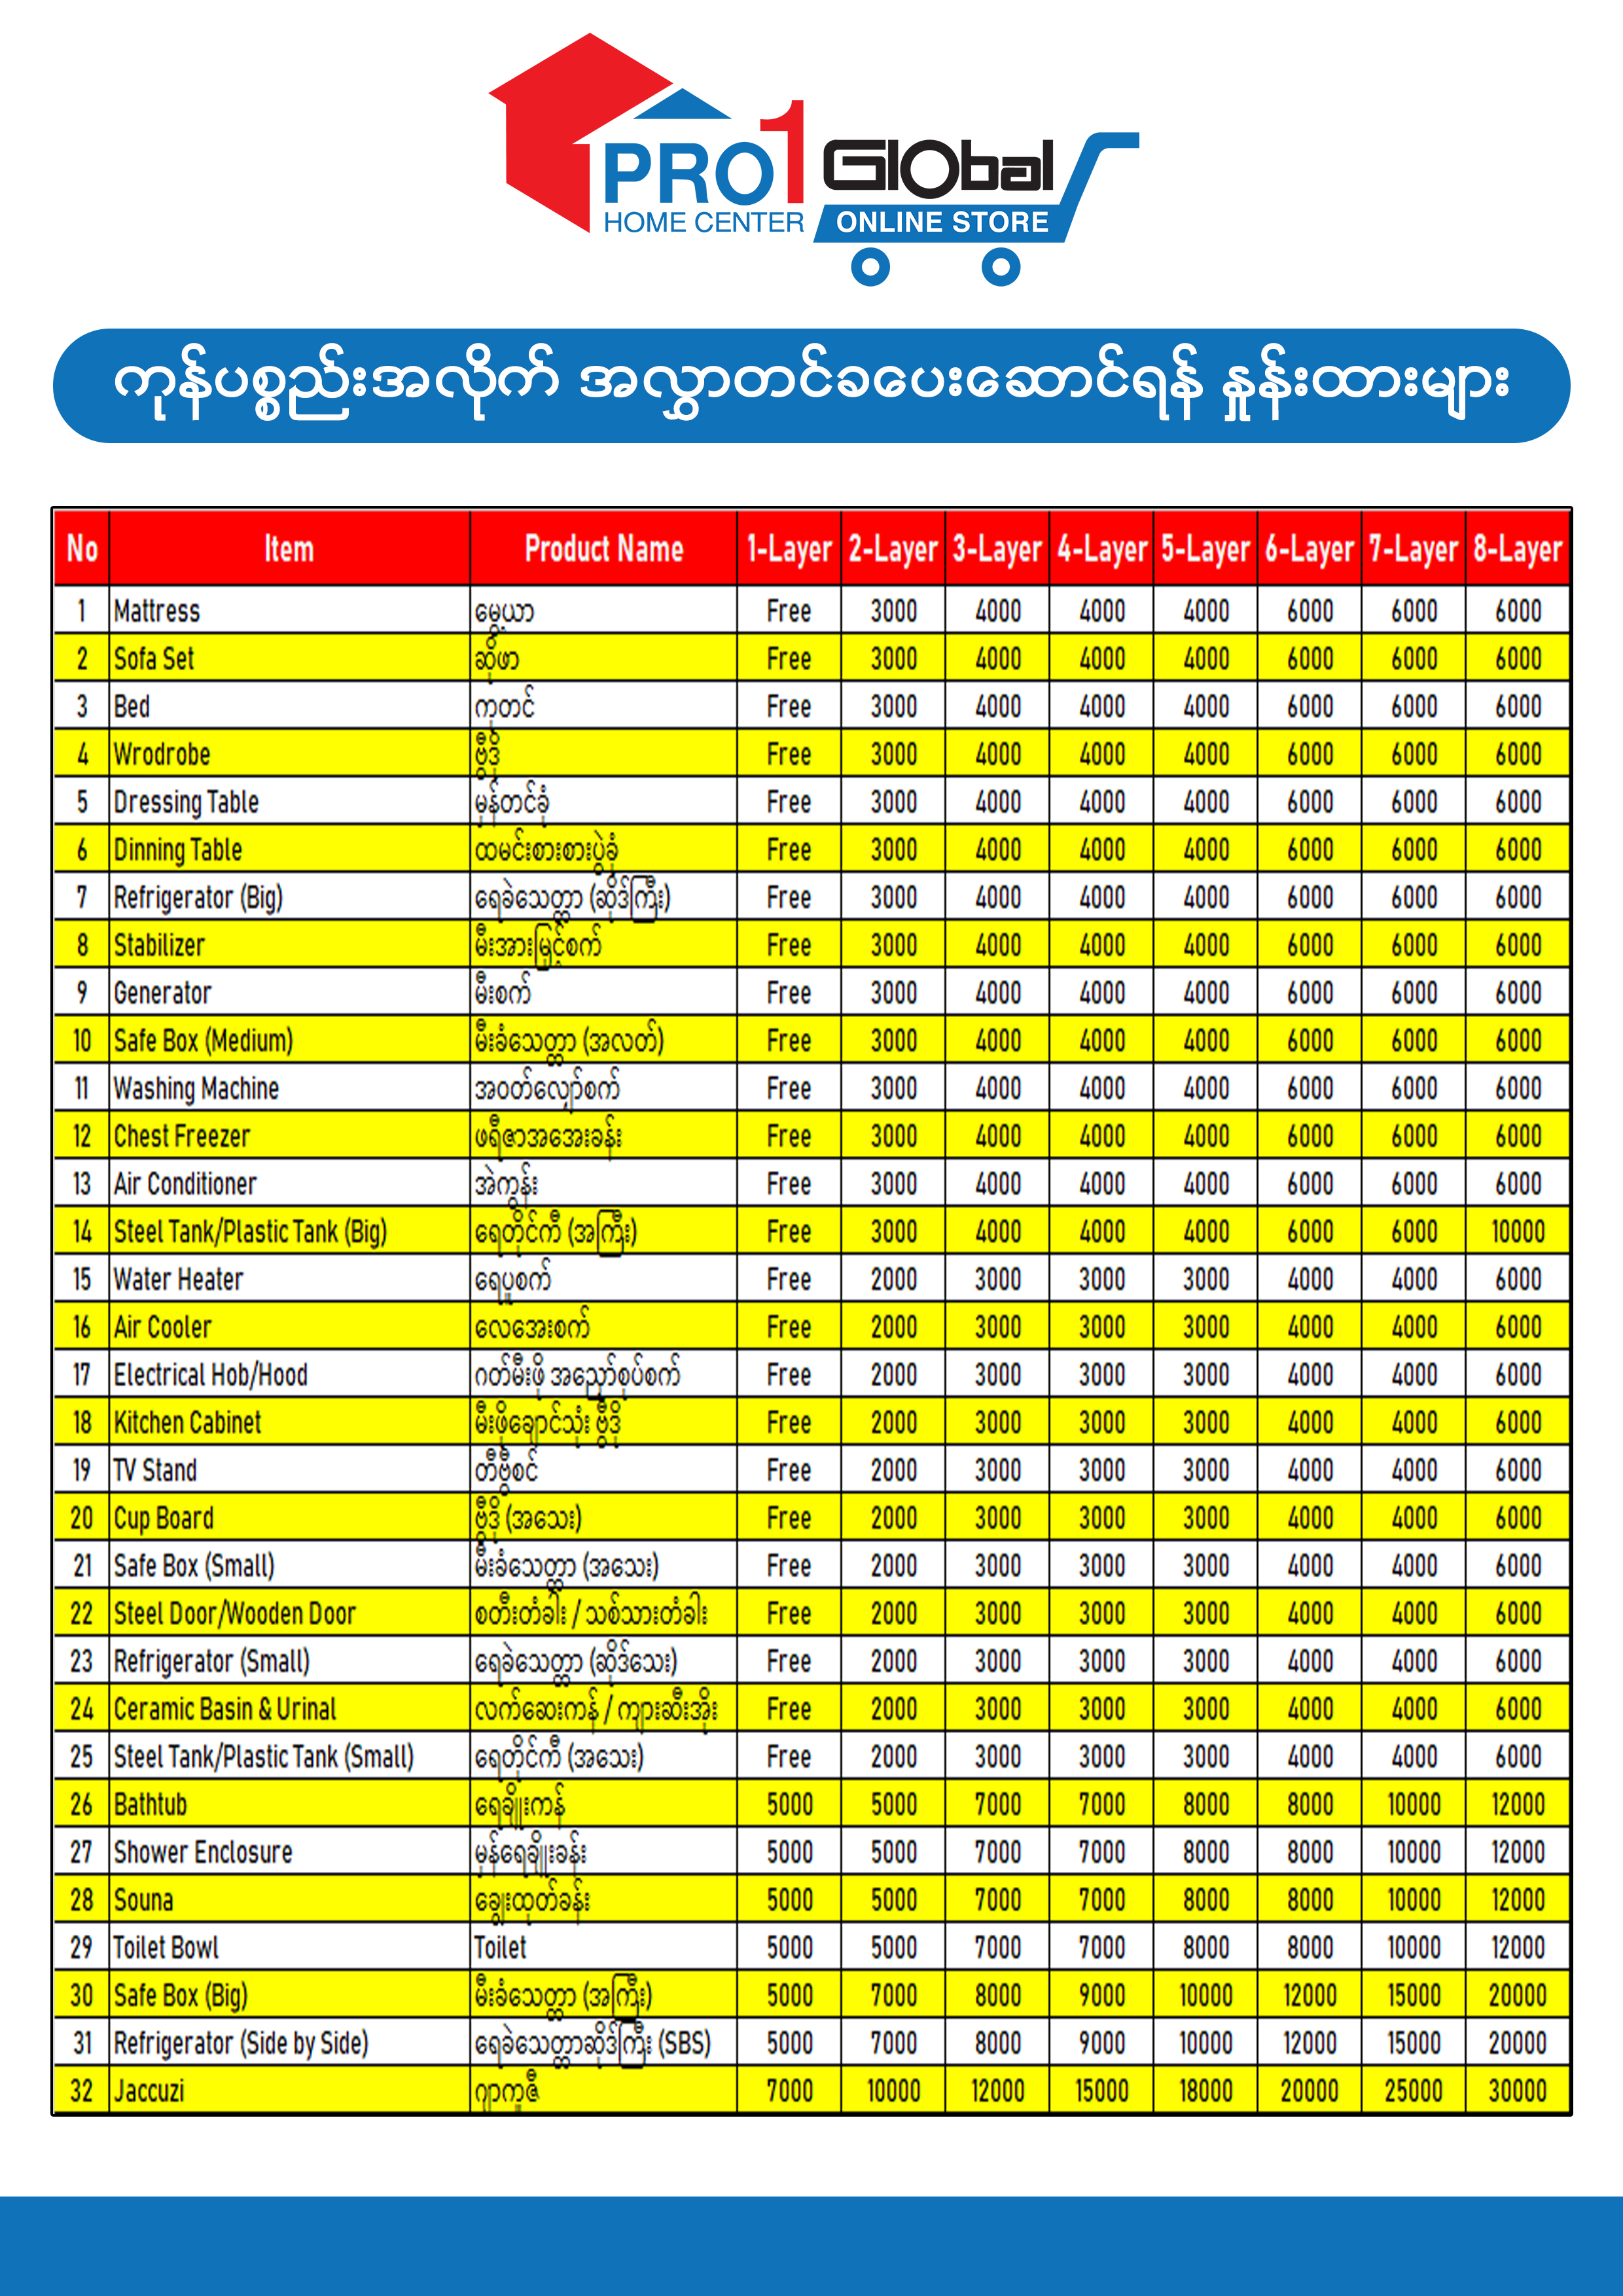 PRO1 Global
HOME CENTER ONLINE STORE
ကုန်ပစ္စည်းအလိုက် အလွှာတင်ခပေးဆောင်ရန် နှုန်းထားများ
No Item Product Name 1-Layer 2-Layer 3-Layer 4-Layer 5-Layer 6-Layer 7-Layer 8-Layer
1 Mattress မွေ့ယာ Free 3000 4000 4000 4000 6000 6000 6000
2 Sofa Set ဆိုဖာ Free 3000 4000 4000 4000 6000 6000 6000
3 Bed ကုတင် Free 3000 4000 4000 4000 6000 6000 6000
4 Wrodrobe ဗီဒို Free 3000 4000 4000 4000 6000 6000 6000
5 Dressing Table မှန်တင်ခုံ Free 3000 4000 4000 4000 6000 6000 6000
6 Dinning Table ထမင်းစားစားပွဲခုံ Free 3000 4000 4000 4000 6000 6000 6000
7 Refrigerator (Big) ရေခဲသေတ္တာ (ဆိုဒ်ကြီး) Free 3000 4000 4000 4000 6000 6000 6000
8 Stabilizer မီးအားမြှင့်စက် Free 3000 4000 4000 4000 6000 6000 6000
9 Generator မီးစက် Free 3000 4000 4000 4000 6000 6000 6000
10 Safe Box (Medium) မီးခံသေတ္တာ (အလတ်) Free 3000 4000 4000 4000 6000 6000 6000
11 Washing Machine အဝတ်လျှော်စက် Free 3000 4000 4000 4000 6000 6000 6000
12 Chest Freezer ဖရီဇာအအေးခန်း Free 3000 4000 4000 4000 6000 6000 6000
13 Air Conditioner အဲကွန်း Free 3000 4000 4000 4000 6000 6000 6000
14 Steel Tank/Plastic Tank (Big) ရေတိုင်ကီ (အကြီး) Free 3000 4000 4000 4000 6000 6000 10000
15 Water Heater ရေပူစက် Free 2000 3000 3000 3000 4000 4000 6000
16 Air Cooler လေအေးစက် Free 2000 3000 3000 3000 4000 4000 6000
17 Electrical Hob/Hood ဂတ်မီးဖို အညှော်စုပ်စက် Free 2000 3000 3000 3000 4000 4000 6000
18 Kitchen Cabinet မီးဖိုချောင်သုံး ဗီဒို Free 2000 3000 3000 3000 4000 4000 6000
19 TV Stand တီဗွီစင် Free 2000 3000 3000 3000 4000 4000 6000
20 Cup Board ဗီဒို (အသေး) Free 2000 3000 3000 3000 4000 4000 6000
21 Safe Box (Small) မီးခံသေတ္တာ (အသေး) Free 2000 3000 3000 3000 4000 4000 6000
22 Steel Door/Wooden Door စတီးတံခါး / သစ်သားတံခါး Free 2000 3000 3000 3000 4000 4000 6000
23 Refrigerator (Small) ရေခဲသေတ္တာ (ဆိုဒ်သေး) Free 2000 3000 3000 3000 4000 4000 6000
24 Ceramic Basin & Urinal လက်ဆေးကန် / ကျားဆီးအိုး Free 2000 3000 3000 3000 4000 4000 6000
25 Steel Tank/Plastic Tank (Small) ရေတိုင်ကီ (အသေး) Free 2000 3000 3000 3000 4000 4000 6000
26 Bathtub ရေချိုးကန် 5000 5000 7000 7000 8000 8000 10000 12000
27 Shower Enclosure မှန်ရေချိုးခန်း 5000 5000 7000 7000 8000 8000 10000 12000
28 Souna ချွေးထုတ်ခန်း 5000 5000 7000 7000 8000 8000 10000 12000
29 Toilet Bowl Toilet 5000 5000 7000 7000 8000 8000 10000 12000
30 Safe Box (Big) မီးခံသေတ္တာ (အကြီး) 5000 7000 8000 9000 10000 12000 15000 20000
31 Refrigerator (Side by Side) ရေခဲသေတ္တာဆိုဒ်ကြီး (SBS) 5000 7000 8000 9000 10000 12000 15000 20000
32 Jaccuzi ဂျာကူဇီ 7000 10000 12000 15000 18000 20000 25000 30000